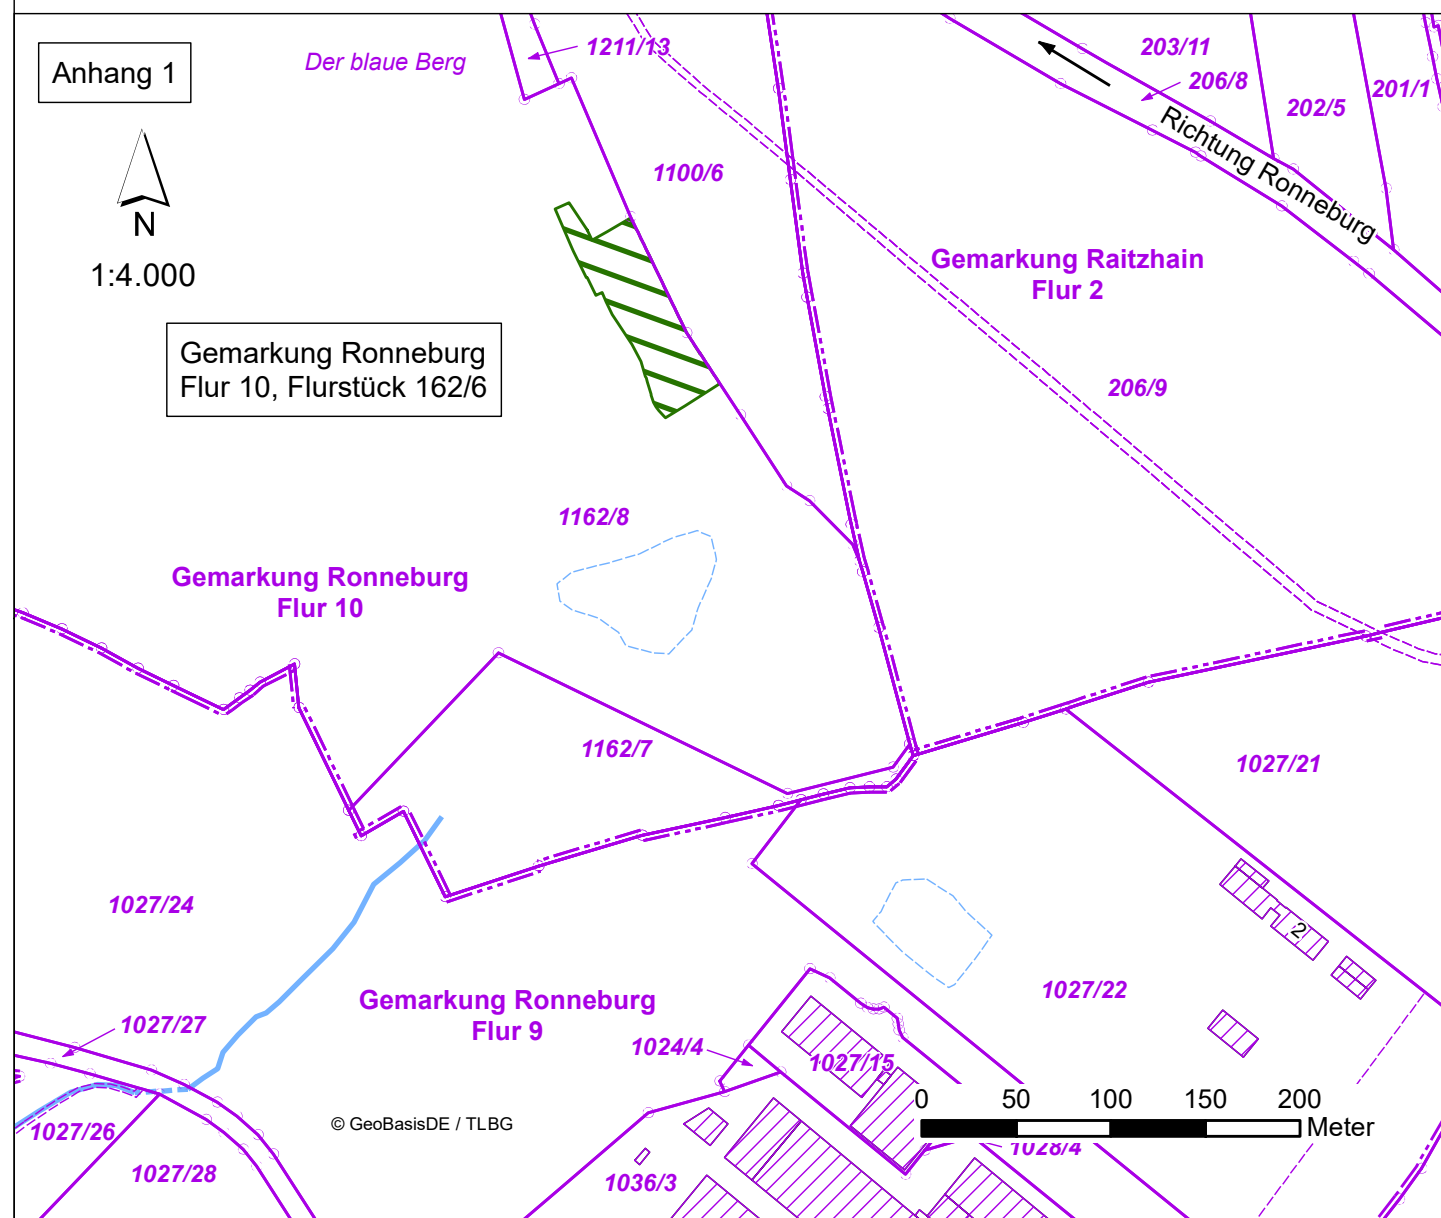 Anhang 1
Der blaue Berg
1211/13
203/11
206/8
201/1
202/5
Richtung Ronneburg
1100/6
N
1:4.000
Gemarkung Raitzhain
Flur 2
Gemarkung Ronneburg
Flur 10, Flurstück 162/6
206/9
1162/8
Gemarkung Ronneburg
Flur 10
1162/7
1027/21
1027/24
2
1027/22
Gemarkung Ronneburg
Flur 9
1027/27
1024/4
1027/15
0 50 100 150 200
Meter
© GeoBasisDE / TLBG
1027/26
1028/4
1027/28
1036/3